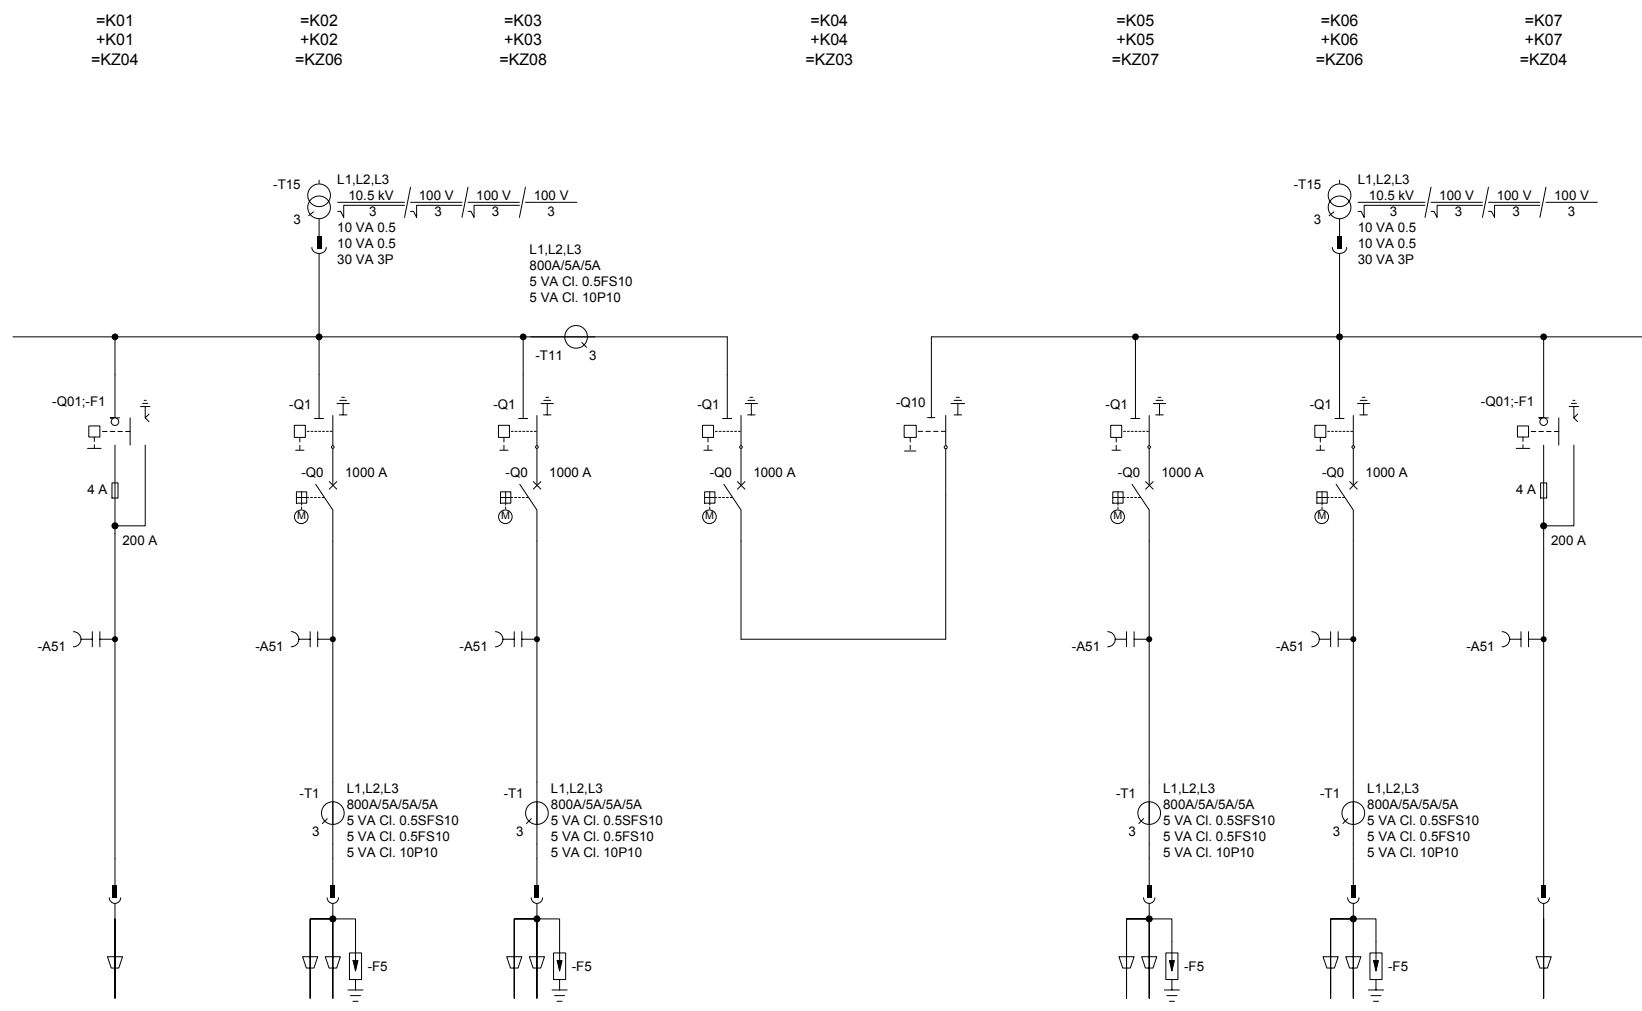 =K01
+K01
=KZ04
=K02
+K02
=KZ06
=K03
+K03
=KZ08
=K04
+K04
=KZ03
=K05
+K05
=KZ07
=K06
+K06
=KZ06
=K07
+K07
=KZ04
-T15
3
L1,L2,L3
10.5 kV / 100 V / 100 V / 100 V
√3 √3 √3 3
10 VA 0.5
10 VA 0.5
30 VA 3P
L1,L2,L3
800A/5A/5A
5 VA Cl. 0.5FS10
5 VA Cl. 10P10
-T11
3
-T15
3
L1,L2,L3
10.5 kV / 100 V / 100 V / 100 V
√3 √3 √3 3
10 VA 0.5
10 VA 0.5
30 VA 3P
-Q01;-F1
-Q1
-Q1
-Q1
-Q10
-Q1
-Q1
-Q01;-F1
4 A
200 A
-Q0 1000 A
M
-Q0 1000 A
M
-Q0 1000 A
M
-Q0 1000 A
M
-Q0 1000 A
M
4 A
200 A
-A51
-A51
-A51
-A51
-A51
-A51
-T1
3
L1,L2,L3
800A/5A/5A/5A
5 VA Cl. 0.5SFS10
5 VA Cl. 0.5FS10
5 VA Cl. 10P10
-T1
3
L1,L2,L3
800A/5A/5A/5A
5 VA Cl. 0.5SFS10
5 VA Cl. 0.5FS10
5 VA Cl. 10P10
-T1
3
L1,L2,L3
800A/5A/5A/5A
5 VA Cl. 0.5SFS10
5 VA Cl. 0.5FS10
5 VA Cl. 10P10
-T1
3
L1,L2,L3
800A/5A/5A/5A
5 VA Cl. 0.5SFS10
5 VA Cl. 0.5FS10
5 VA Cl. 10P10
-F5
-F5
-F5
-F5